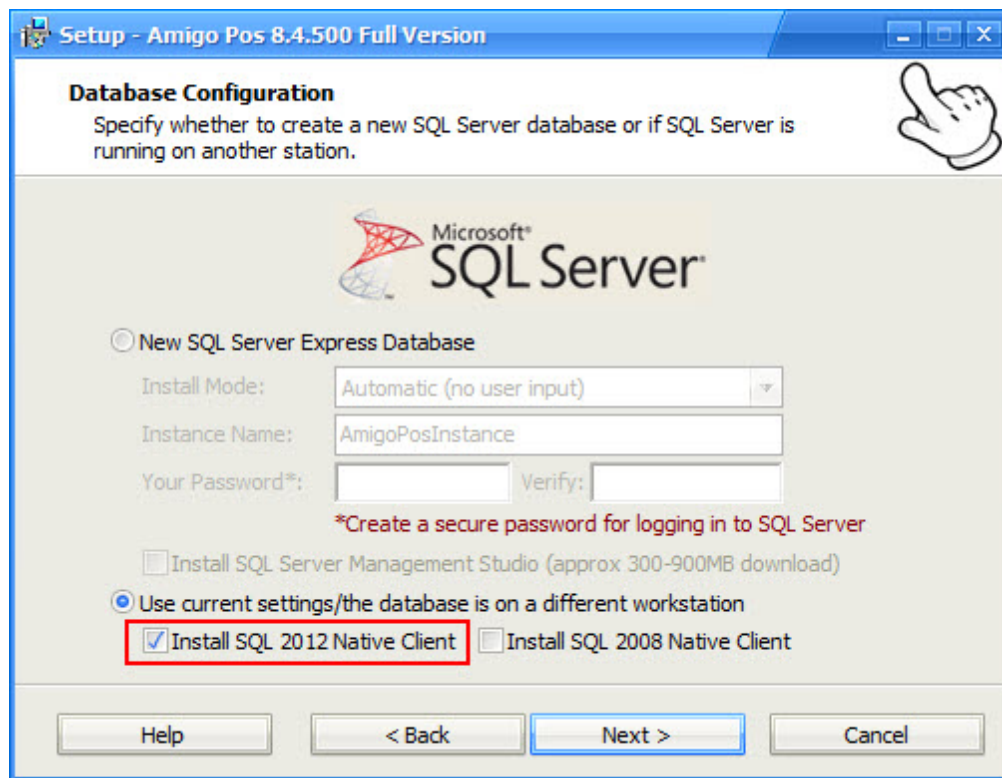 Setup - Amigo Pos 8.4.500 Full Version
Database Configuration
Specify whether to create a new SQL Server database or if SQL Server is
running on another station.
Microsoft®
SQL Server®
™
New SQL Server Express Database
Install Mode: Automatic (no user input)
Instance Name: AmigoPosInstance
Your Password*: Verify:
*Create a secure password for logging in to SQL Server
Install SQL Server Management Studio (approx 300-900MB download)
Use current settings/the database is on a different workstation
Install SQL 2012 Native Client Install SQL 2008 Native Client
Help < Back Next > Cancel